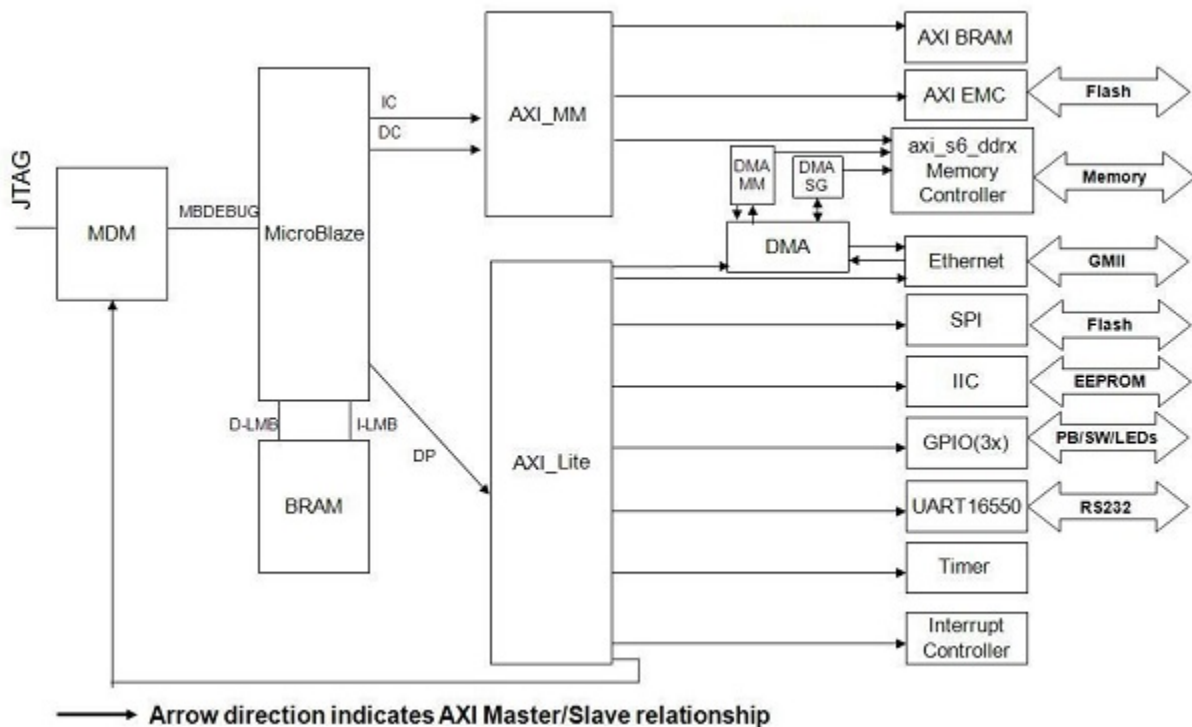 JTAG
MDM
MBDEBUG
MicroBlaze
IC
DC
D-LMB
I-LMB
BRAM
DP
AXI_MM
AXI_Lite
DMA
MM
DMA
SG
DMA
AXI BRAM
AXI EMC
Flash
axi_s6_ddrx
Memory
Controller
Memory
Ethernet
GMII
SPI
Flash
IIC
EEPROM
GPIO(3x)
PB/SW/LEDs
UART16550
RS232
Timer
Interrupt
Controller
Arrow direction indicates AXI Master/Slave relationship